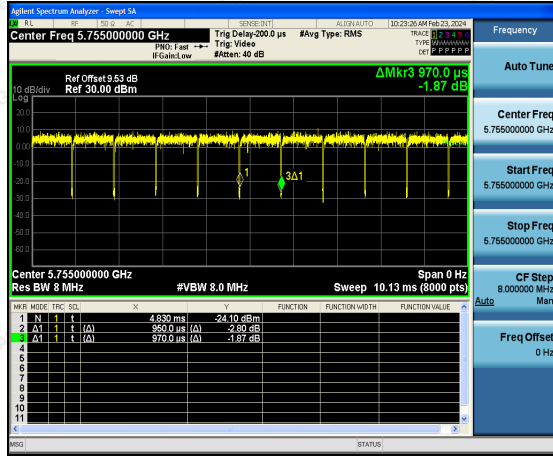 Agilent Spectrum Analyzer - Swept SA
RL RF 50 Ω AC SENSE:INT ALIGN AUTO 10:23:26 AM Feb 23, 2024
Center Freq 5.755000000 GHz Trig Delay-200.0 µs #Avg Type: RMS TRACE 1 2 3 4 5 6
PNO: Fast Trig: Video TYPE WWWWWW
IFGain:Low #Atten: 40 dB DET P P P P P P
Frequency
Auto Tune
Center Freq
5.755000000 GHz
Start Freq
5.755000000 GHz
Stop Freq
5.755000000 GHz
CF Step
8.000000 MHz
Auto Man
Freq Offset
0 Hz
ΔMkr3 970.0 µs
-1.87 dB
Ref Offset 9.53 dB
10 dB/div Ref 30.00 dBm
Log
20.0
10.0
0.00
-10.0
-20.0
-30.0
-40.0
-50.0
-60.0
1
3Δ1
Center 5.755000000 GHz Span 0 Hz
Res BW 8 MHz #VBW 8.0 MHz Sweep 10.13 ms (8000 pts)
MKR MODE TRC SCL X Y FUNCTION FUNCTION WIDTH FUNCTION VALUE
1 N 1 t 4.830 ms -24.10 dBm
2 Δ1 1 t (Δ) 950.0 µs (Δ) -2.80 dB
3 Δ1 1 t (Δ) 970.0 µs (Δ) -1.87 dB
4
5
6
7
8
9
10
11
MSG STATUS